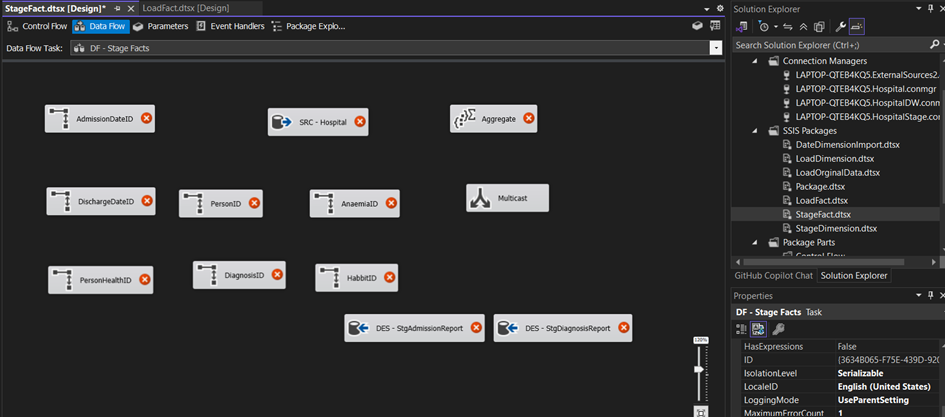 StageFact.dtsx [Design]*
LoadFact.dtsx [Design]
Control Flow
Data Flow
Parameters
Event Handlers
Package Explo...
Data Flow Task:
DF - Stage Facts
AdmissionDateID
SRC - Hospital
Aggregate
DischargeDateID
PersonID
AnaemiaID
Multicast
PersonHealthID
DiagnosisID
HabbitID
DES - StgAdmissionReport
DES - StgDiagnosisReport
120%
Solution Explorer
Search Solution Explorer (Ctrl+;)
Connection Managers
LAPTOP-QTEB4KQ5.ExternalSources2.
LAPTOP-QTEB4KQ5.Hospital.conmgr
LAPTOP-QTEB4KQ5.HospitalDW.conm
LAPTOP-QTEB4KQ5.HospitalStage.con
SSIS Packages
DateDimensionImport.dtsx
LoadDimension.dtsx
LoadOrginalData.dtsx
Package.dtsx
LoadFact.dtsx
StageFact.dtsx
StageDimension.dtsx
Package Parts
Control Flow
GitHub Copilot Chat
Solution Explorer
Properties
DF - Stage Facts Task
HasExpressions False
ID {3634B065-F75E-439D-920
IsolationLevel Serializable
LocaleID English (United States)
LoggingMode UseParentSetting
MaximumErrorCount 1